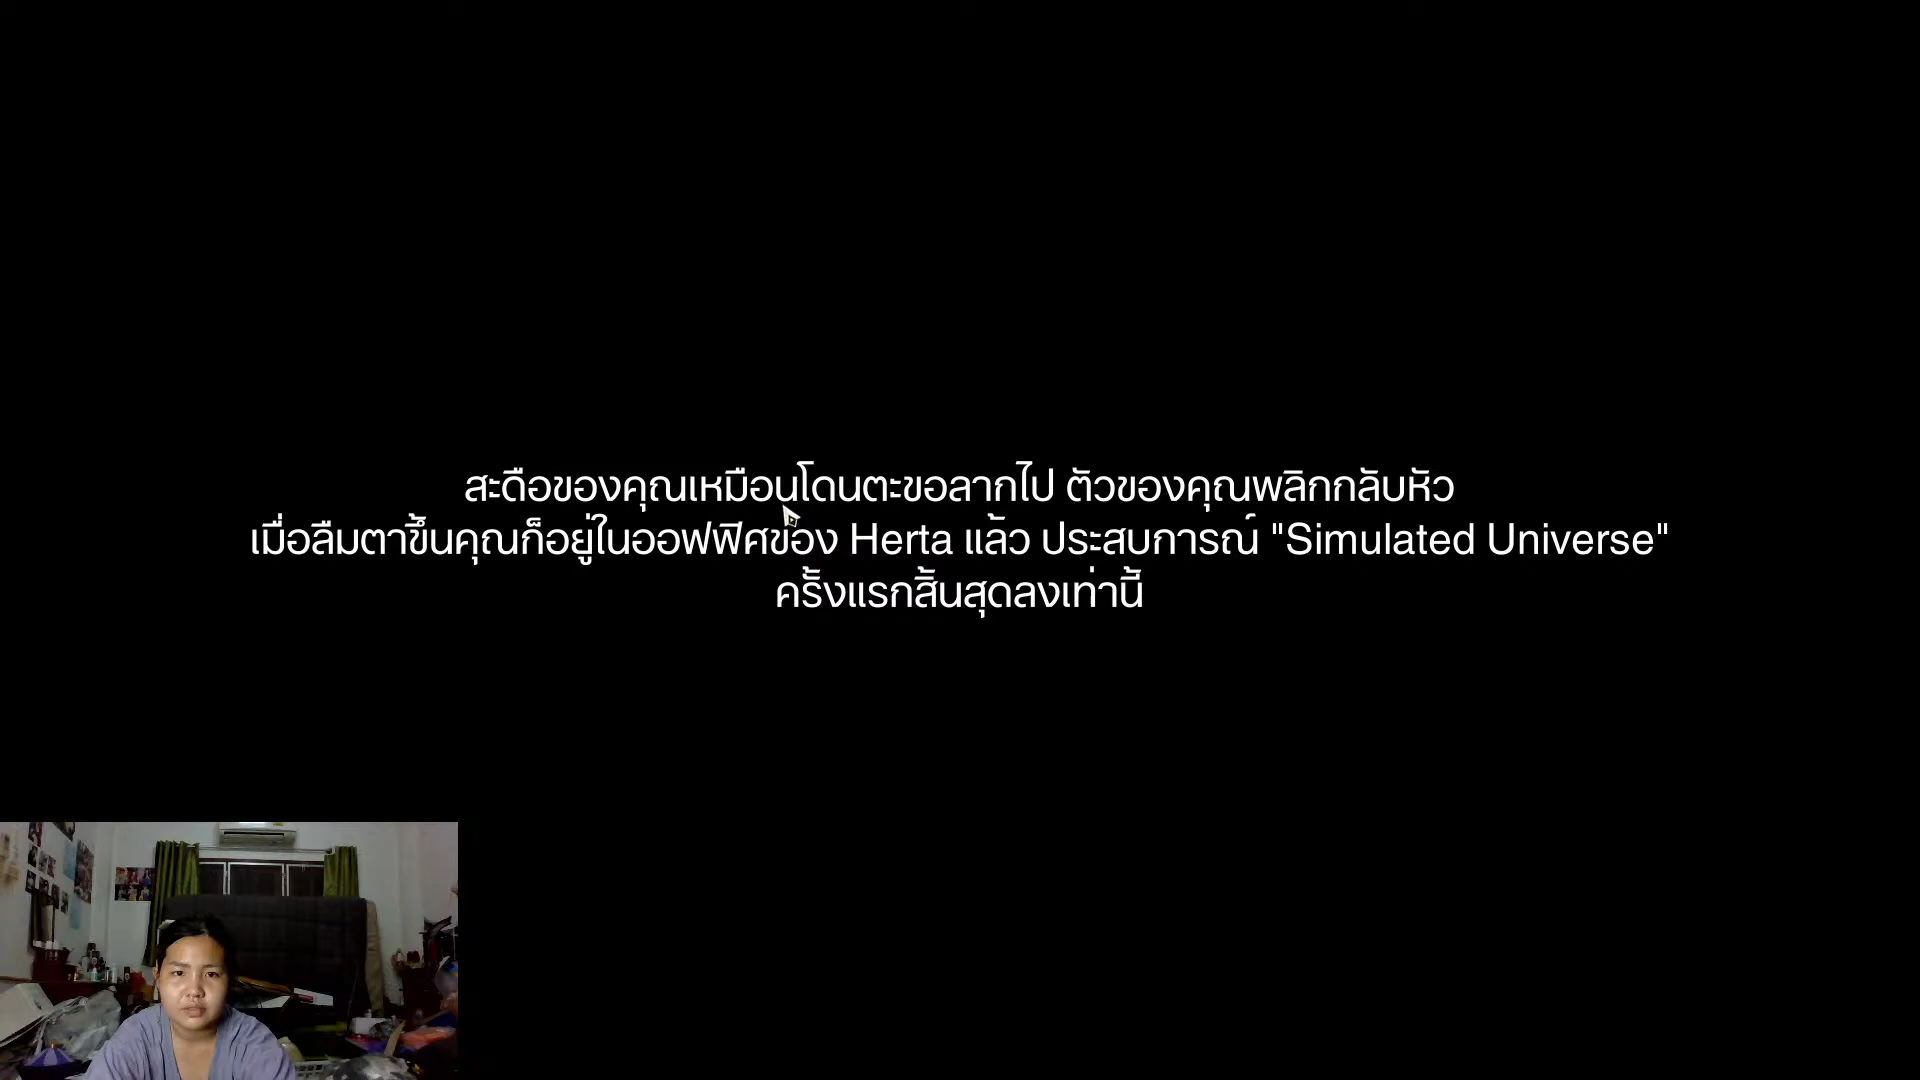 สะดือของคุณเหมือนโดนตะขอลากไป ตัวของคุณพลิกกลับหัว
เมื่อลืมตาขึ้นคุณก็อยู่ในออฟฟิศของ Herta แล้ว ประสบการณ์ "Simulated Universe"
ครั้งแรกสิ้นสุดลงเท่านี้